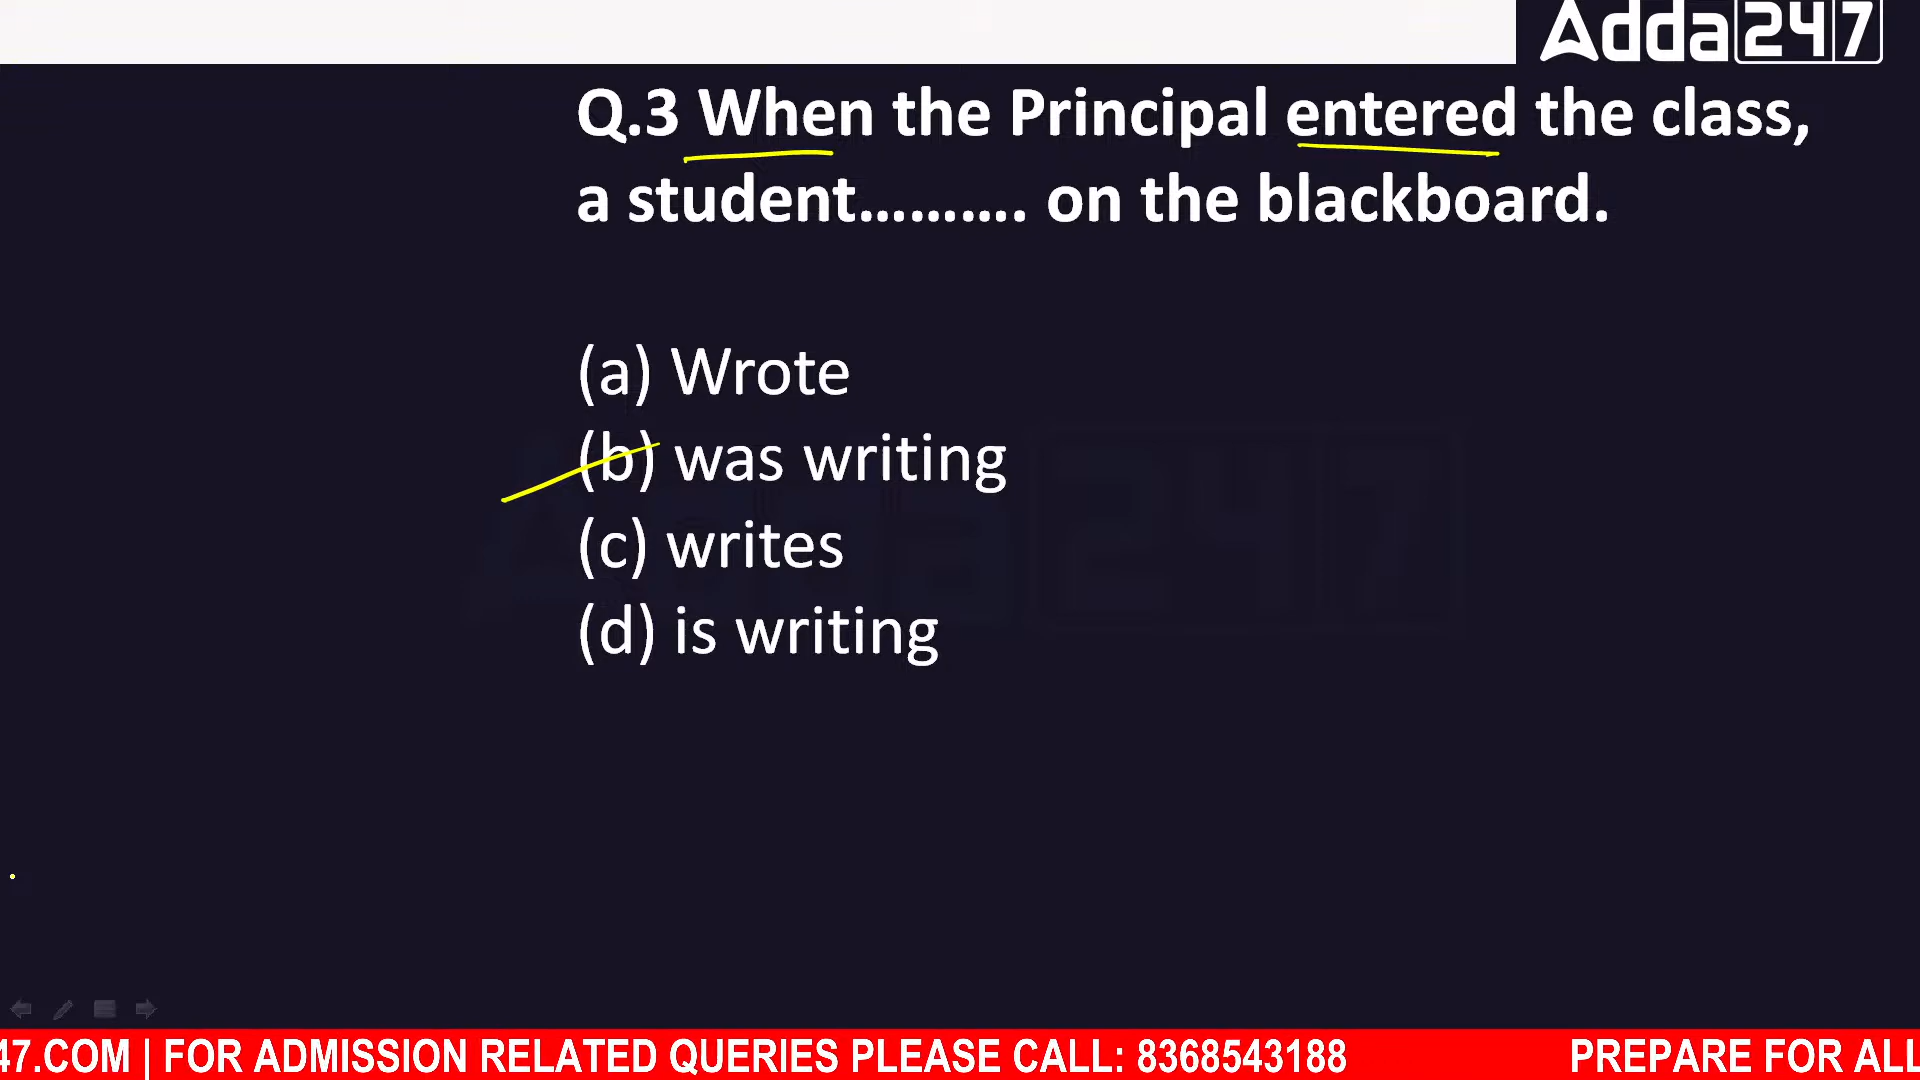 Adda247
Q.3 When the Principal entered the class,
a student.......... on the blackboard.
(a) Wrote
(b) was writing
(c) writes
(d) is writing
Adda247
47.COM | FOR ADMISSION RELATED QUERIES PLEASE CALL: 8368543188 PREPARE FOR ALL